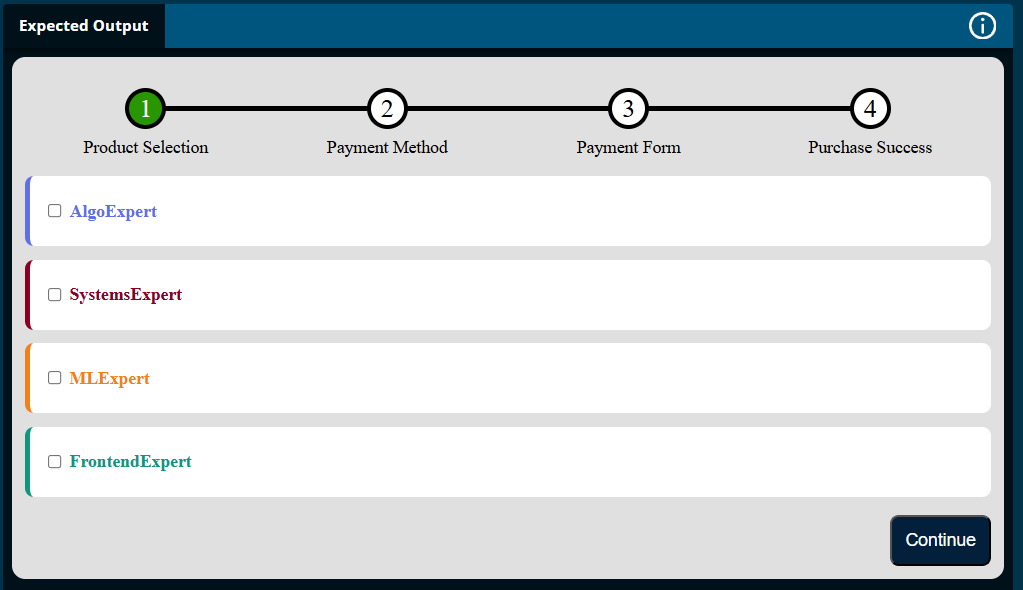 Expected Output
1 2 3 4
Product Selection Payment Method Payment Form Purchase Success
AlgoExpert
SystemsExpert
MLExpert
FrontendExpert
Continue